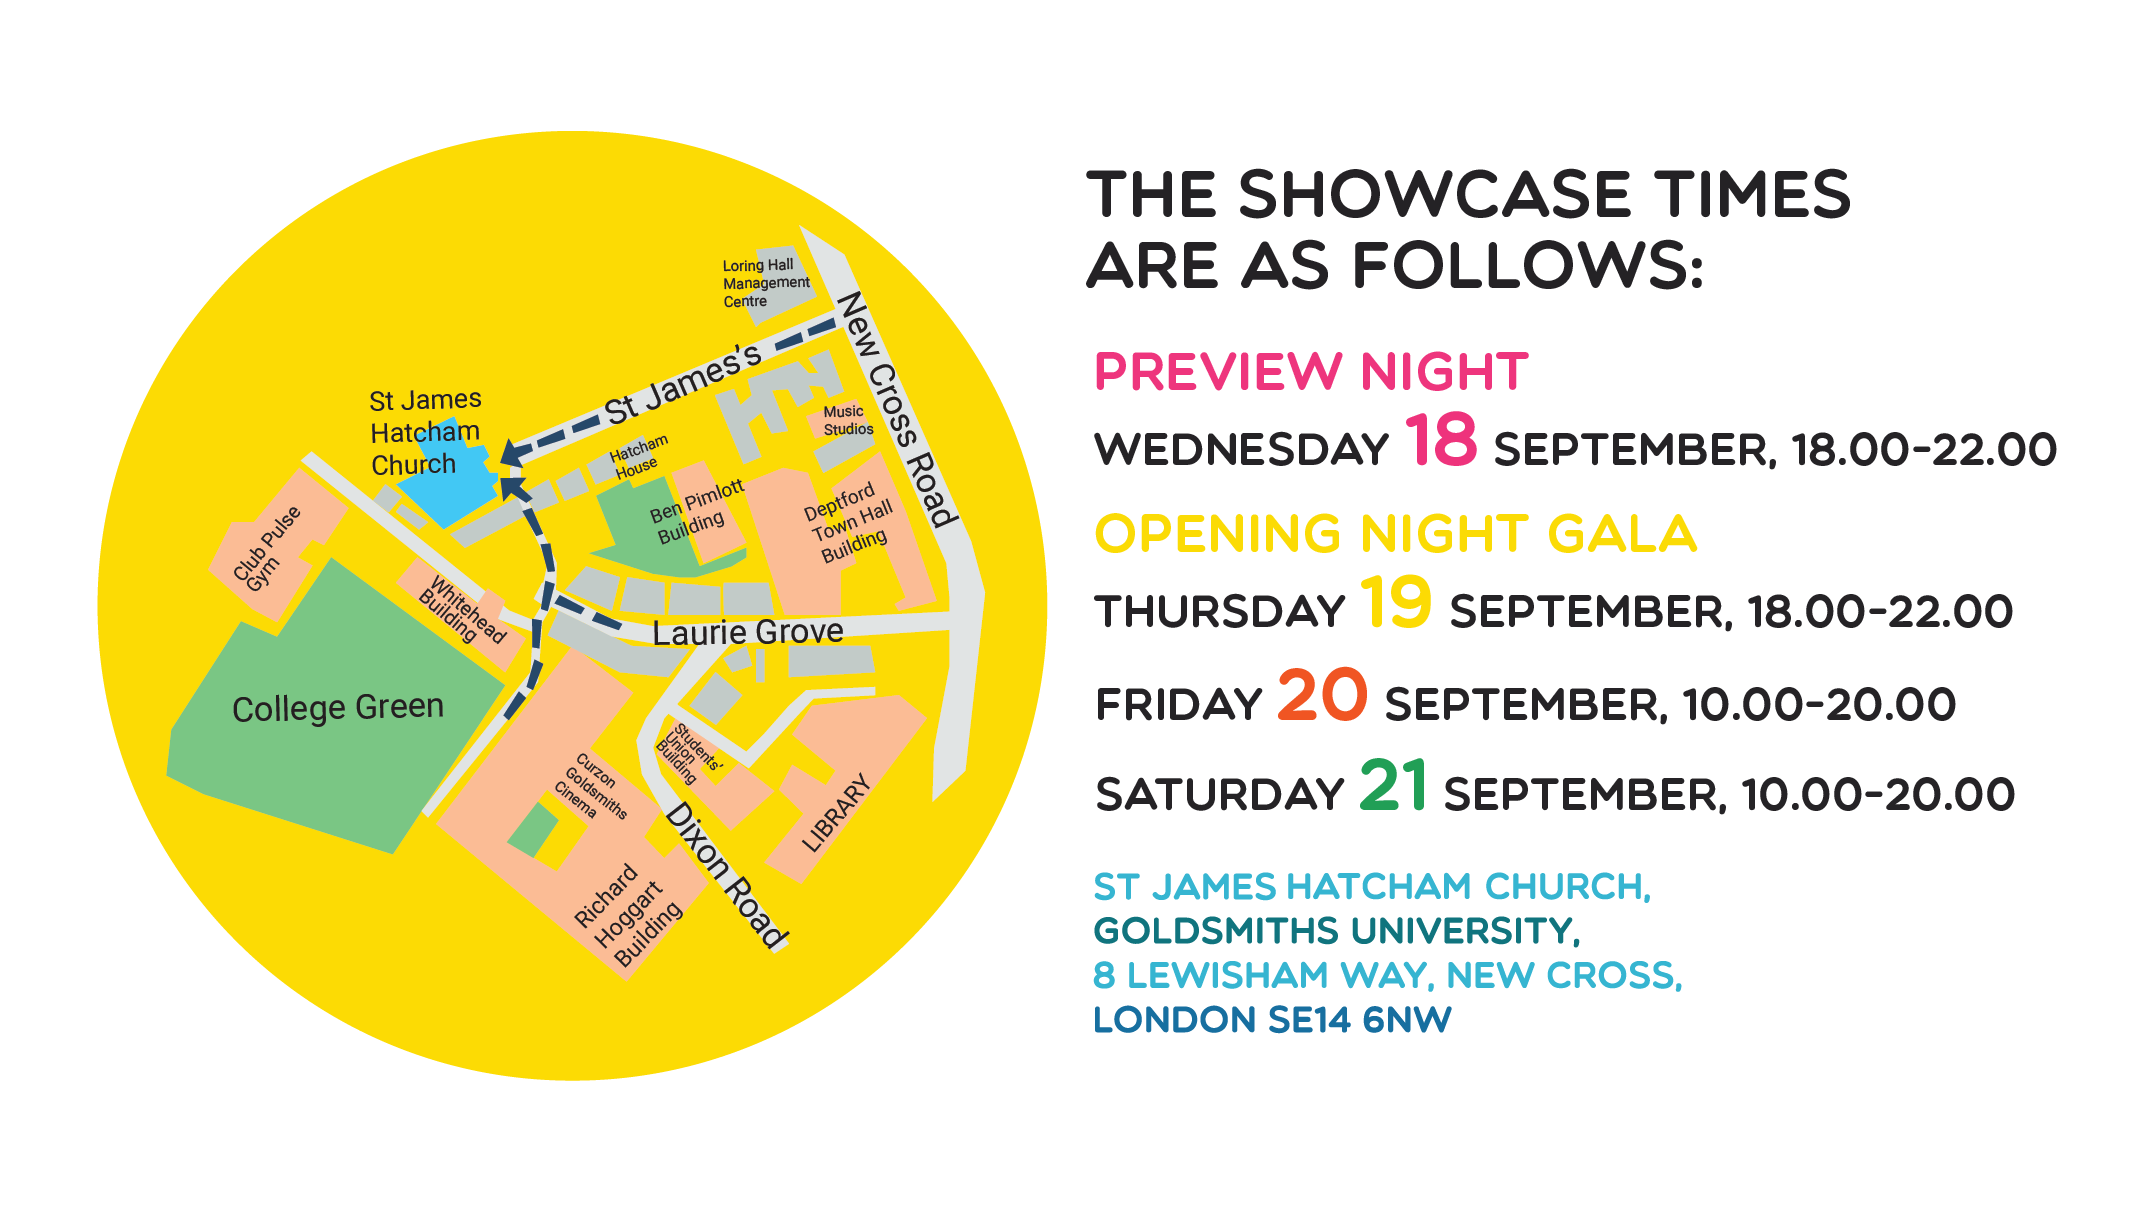 Loring Hall
Management
Centre
New Cross Road
St James's
St James
Hatcham
Church
Hatcham
House
Music
Studios
Ben Pimlott
Building
Deptford
Town Hall
Building
Club Pulse
Gym
Whitehead
Building
Laurie Grove
College Green
Students'
Union
Building
Curzon
Goldsmiths
Cinema
LIBRARY
Dixon Road
Richard
Hoggart
Building
THE SHOWCASE TIMES
ARE AS FOLLOWS:
PREVIEW NIGHT
WEDNESDAY 18 SEPTEMBER, 18.00-22.00
OPENING NIGHT GALA
THURSDAY 19 SEPTEMBER, 18.00-22.00
FRIDAY 20 SEPTEMBER, 10.00-20.00
SATURDAY 21 SEPTEMBER, 10.00-20.00
ST JAMES HATCHAM CHURCH,
GOLDSMITHS UNIVERSITY,
8 LEWISHAM WAY, NEW CROSS,
LONDON SE14 6NW